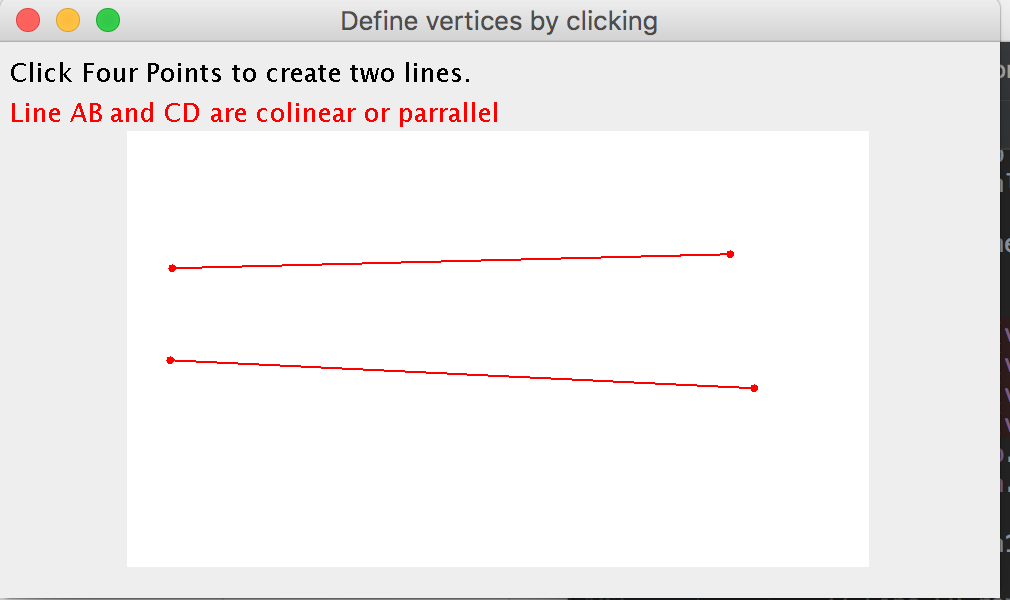 Define vertices by clicking
Click Four Points to create two lines.
Line AB and CD are colinear or parrallel